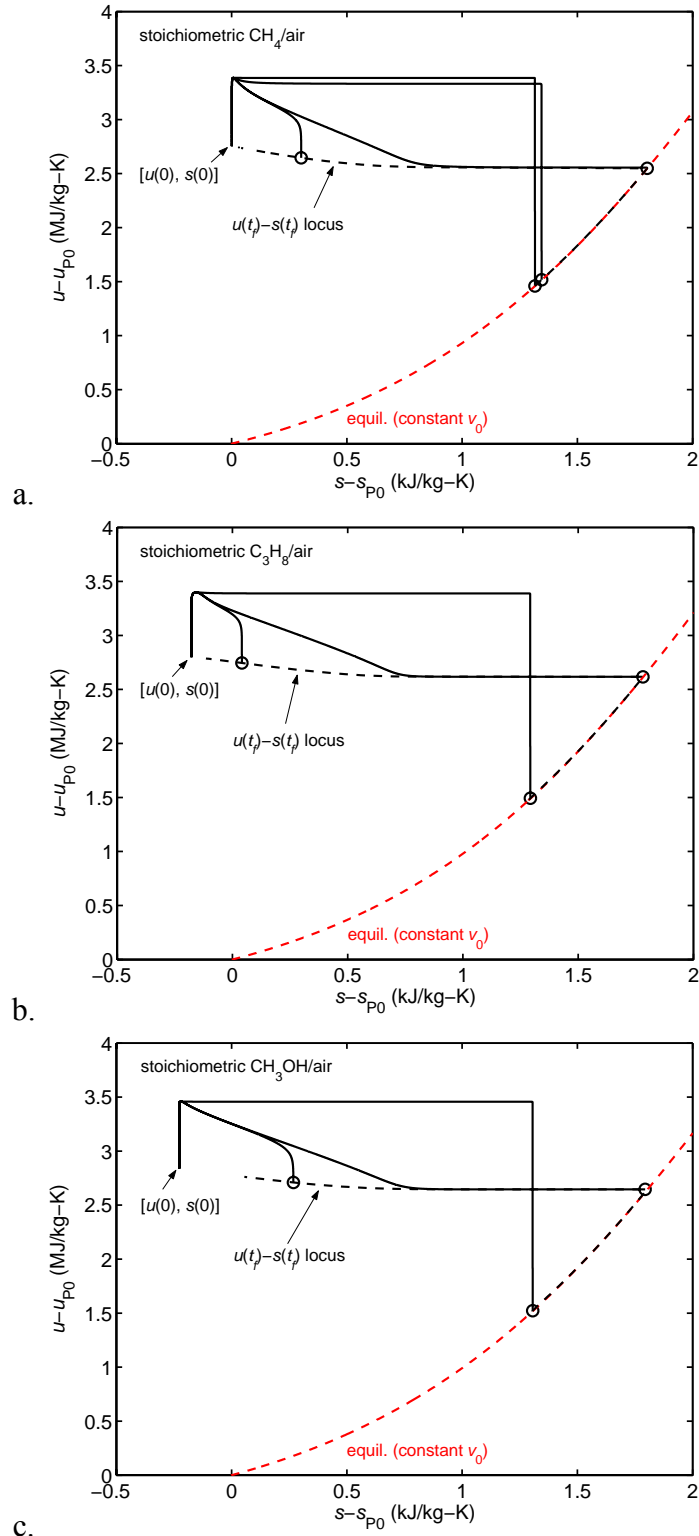 4
stoichiometric CH4/air
3.5
3
[u(0), s(0)]
2.5
u(tf)−s(tf) locus
2
1.5
1
0.5
equil. (constant v0)
0
−0.5 0 0.5 1 1.5 2
u−uP0 (MJ/kg−K)
s−sP0 (kJ/kg−K)
a.
4
stoichiometric C3H8/air
3.5
3
[u(0), s(0)]
2.5
u(tf)−s(tf) locus
2
1.5
1
0.5
equil. (constant v0)
0
−0.5 0 0.5 1 1.5 2
u−uP0 (MJ/kg−K)
s−sP0 (kJ/kg−K)
b.
4
stoichiometric CH3OH/air
3.5
3
[u(0), s(0)]
2.5
u(tf)−s(tf) locus
2
1.5
1
0.5
equil. (constant v0)
0
−0.5 0 0.5 1 1.5 2
u−uP0 (MJ/kg−K)
s−sP0 (kJ/kg−K)
c.